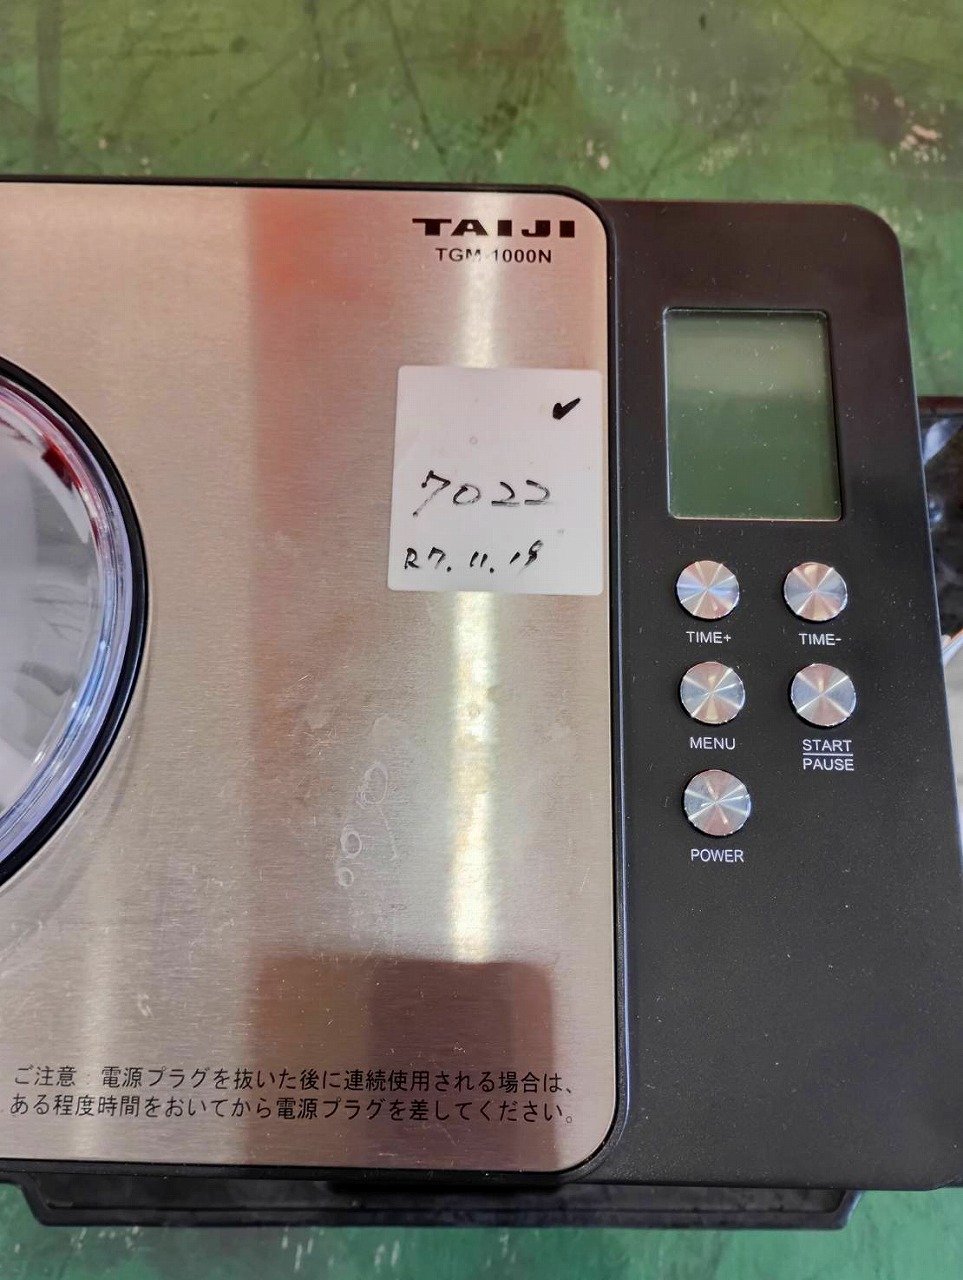 TAIJI
TGM-1000N
✓
7022
R7.11.19
TIME+ TIME-
MENU START
PAUSE
POWER
ご注意：電源プラグを抜いた後に連続使用される場合は、
ある程度時間をおいてから電源プラグを差してください。